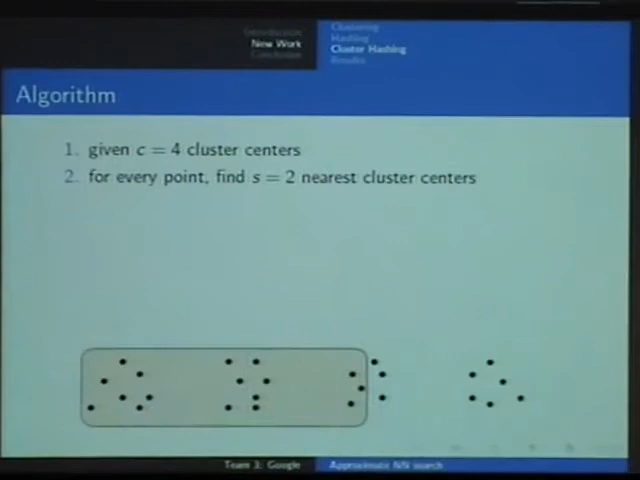 Introduction
New Work
Conclusion
Clustering
Hashing
Cluster Hashing
Results
Algorithm
1. given c = 4 cluster centers
2. for every point, find s = 2 nearest cluster centers
Team 3: Google
Approximate NN search